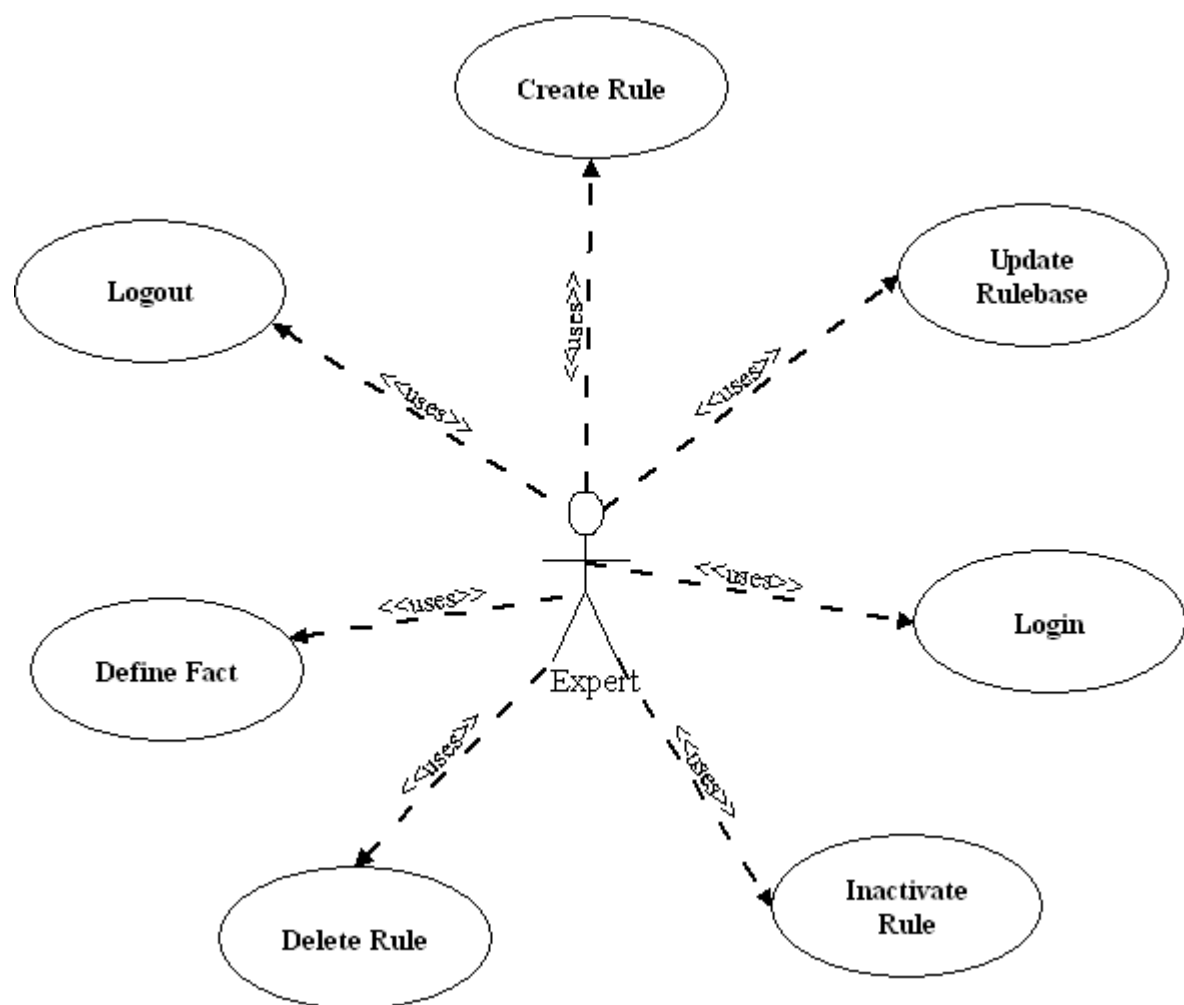 Create Rule
Update
Rulebase
Logout
<<uses>>
<<uses>>
<<uses>>
<<uses>>
<<uses>>
Login
Define Fact
Expert
<<uses>>
<<uses>>
Inactivate
Rule
Delete Rule